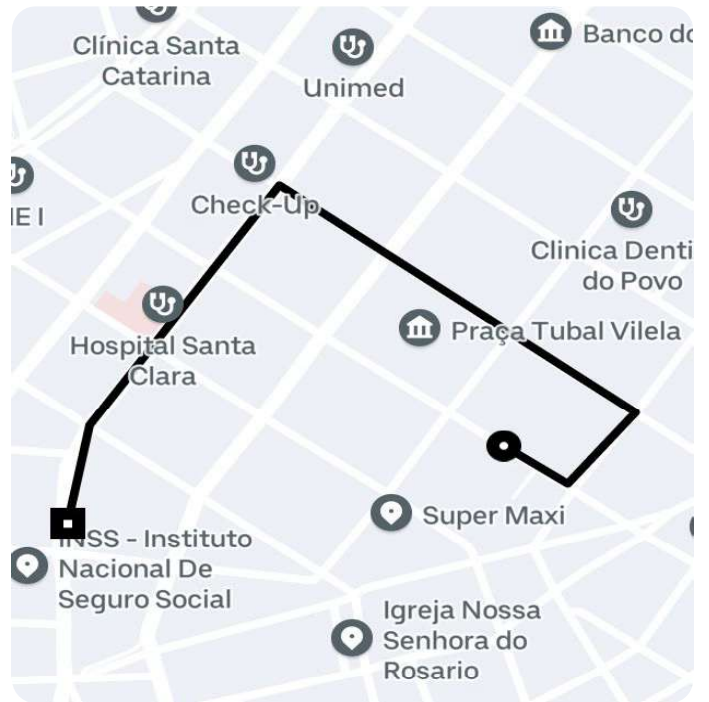 Clínica Santa
Catarina
Unimed
Banco do
IE I
Check-Up
Clinica Denti
do Povo
Praça Tubal Vilela
Hospital Santa
Clara
Super Maxi
INSS - Instituto
Nacional De
Seguro Social
Igreja Nossa
Senhora do
Rosario